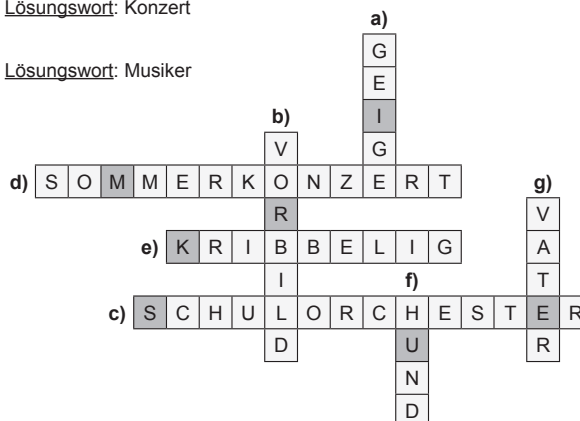 Lösungswort: Konzert
a)
G
Lösungswort: Musiker
E
I
b)
V G
d) S O M M E R K O N Z E R T g)
R V
e) K R I B B E L I G A
I f) T
c) S C H U L O R C H E S T E R
D U R
N
D